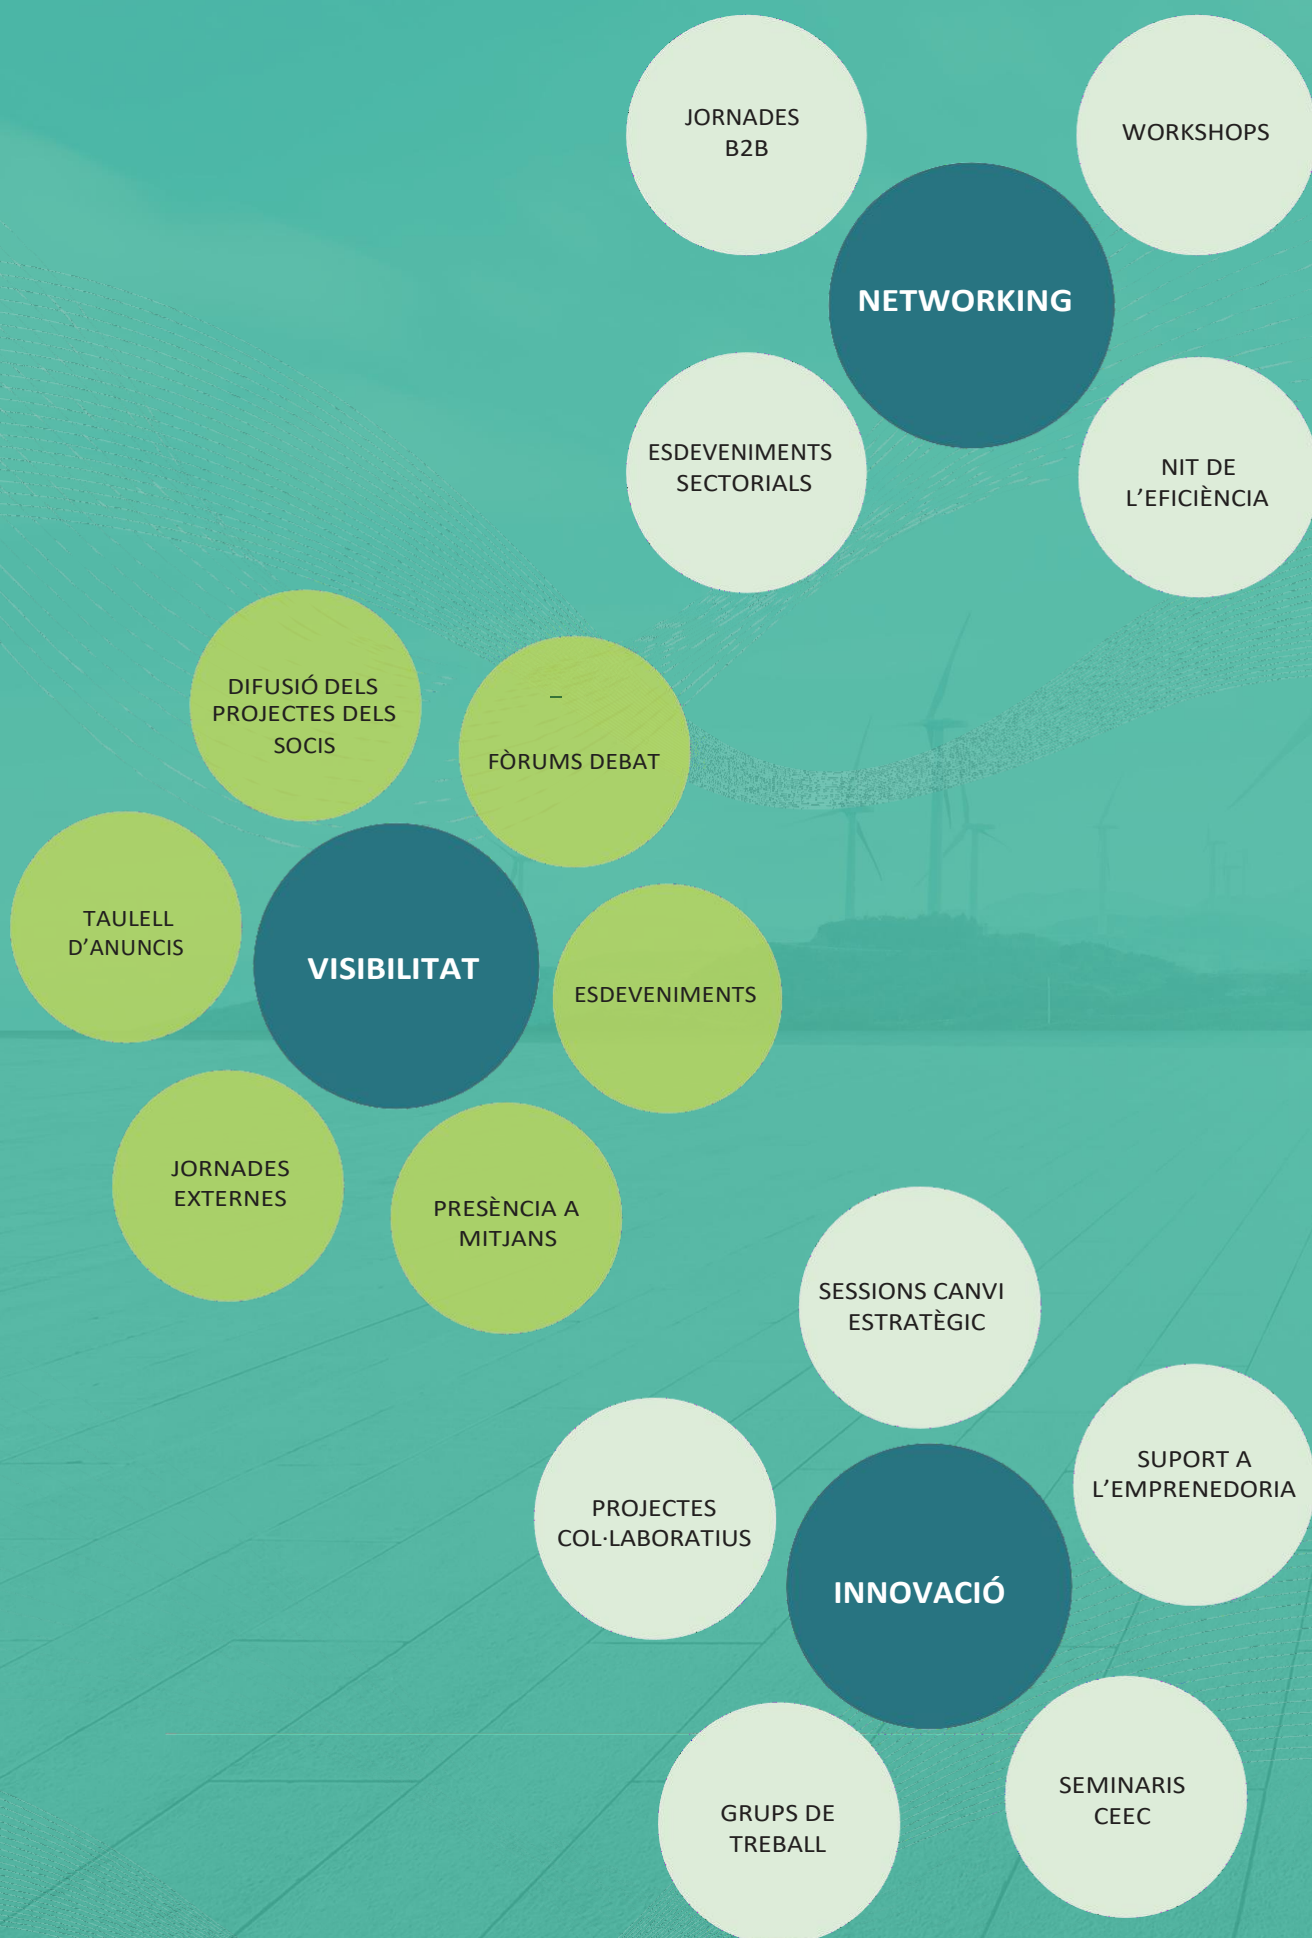 JORNADES
B2B
WORKSHOPS
NETWORKING
ESDEVENIMENTS
SECTORIALS
NIT DE
L’EFICIÈNCIA
DIFUSIÓ DELS
PROJECTES DELS
SOCIS
–
FÒRUMS DEBAT
TAULELL
D’ANUNCIS
VISIBILITAT
ESDEVENIMENTS
JORNADES
EXTERNES
PRESÈNCIA A
MITJANS
SESSIONS CANVI
ESTRATÈGIC
SUPORT A
L’EMPRENEDORIA
PROJECTES
COL·LABORATIUS
INNOVACIÓ
GRUPS DE
TREBALL
SEMINARIS
CEEC